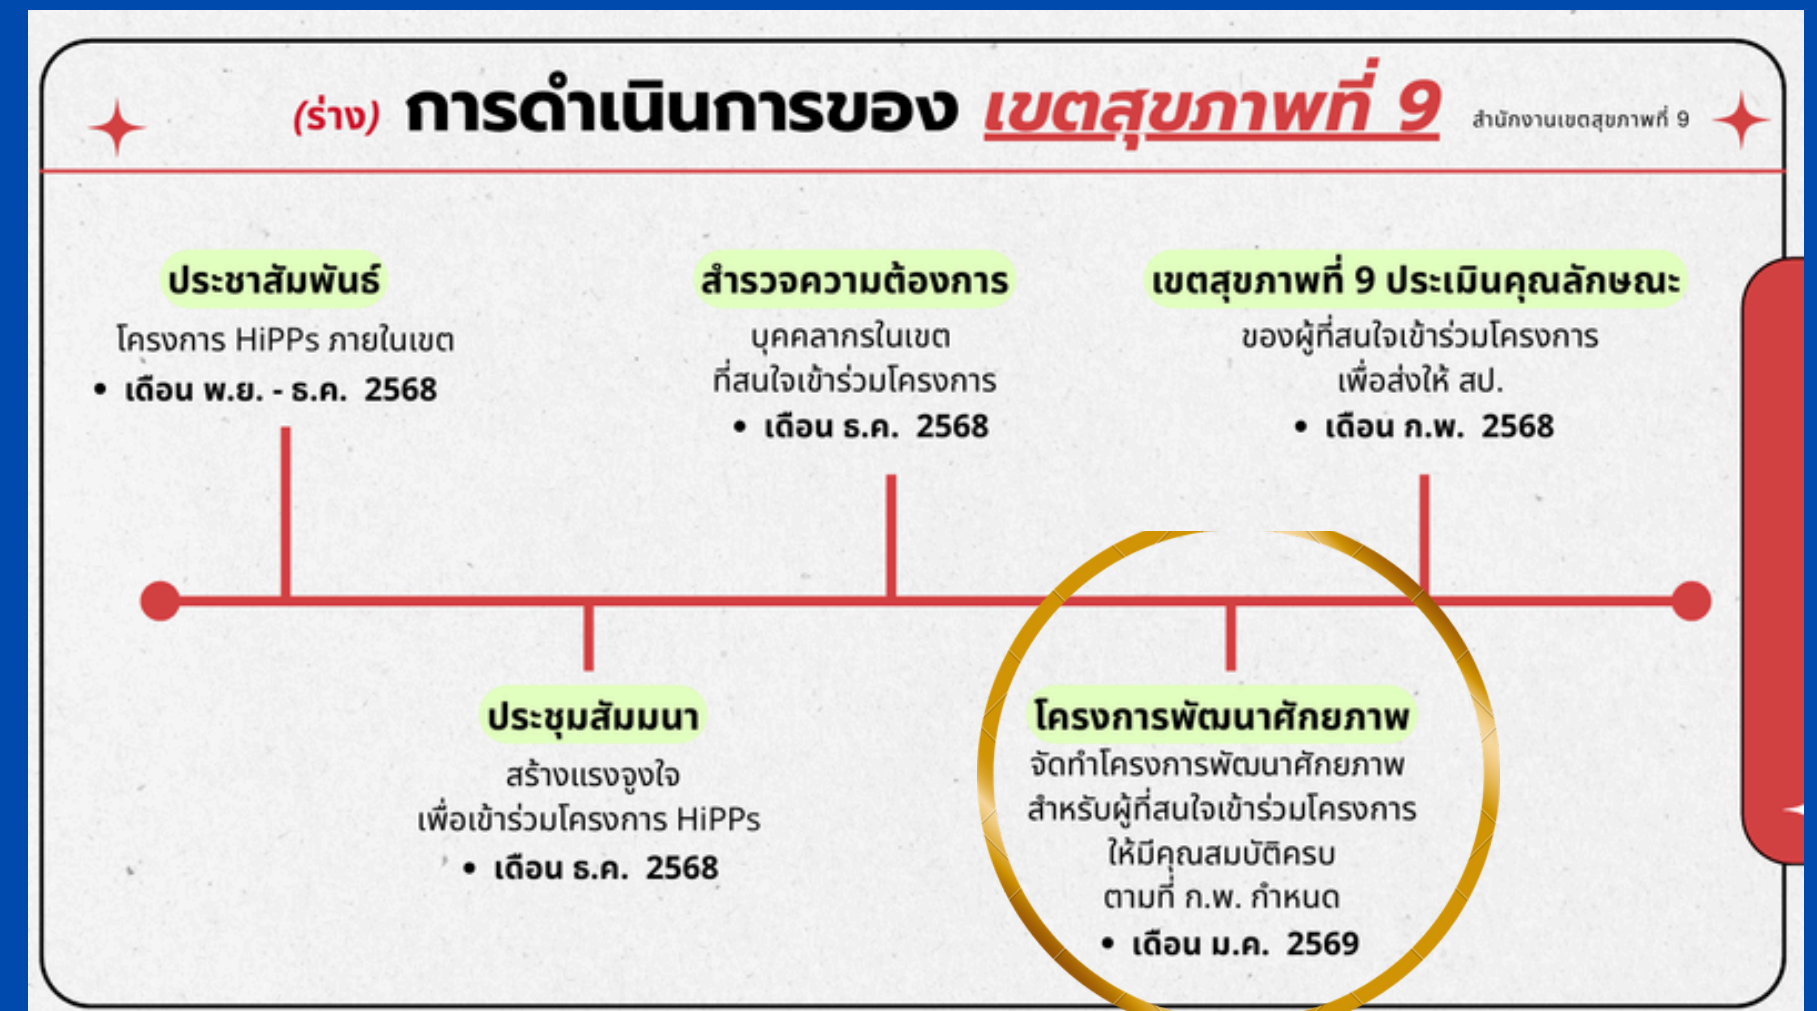 (ร่าง) การดำเนินการของ เขตสุขภาพที่ 9 สำนักงานเขตสุขภาพที่ 9
ประชาสัมพันธ์
โครงการ HiPPs ภายในเขต
• เดือน พ.ย. - ธ.ค. 2568
สำรวจความต้องการ
บุคคลากรในเขต
ที่สนใจเข้าร่วมโครงการ
• เดือน ธ.ค. 2568
เขตสุขภาพที่ 9 ประเมินคุณลักษณะ
ของผู้ที่สนใจเข้าร่วมโครงการ
เพื่อส่งให้ สป.
• เดือน ก.พ. 2568
ประชุมสัมมนา
สร้างแรงจูงใจ
เพื่อเข้าร่วมโครงการ HiPPs
• เดือน ธ.ค. 2568
โครงการพัฒนาศักยภาพ
จัดทำโครงการพัฒนาศักยภาพ
สำหรับผู้ที่สนใจเข้าร่วมโครงการ
ให้มีคุณสมบัติครบ
ตามที่ ก.พ. กำหนด
• เดือน ม.ค. 2569